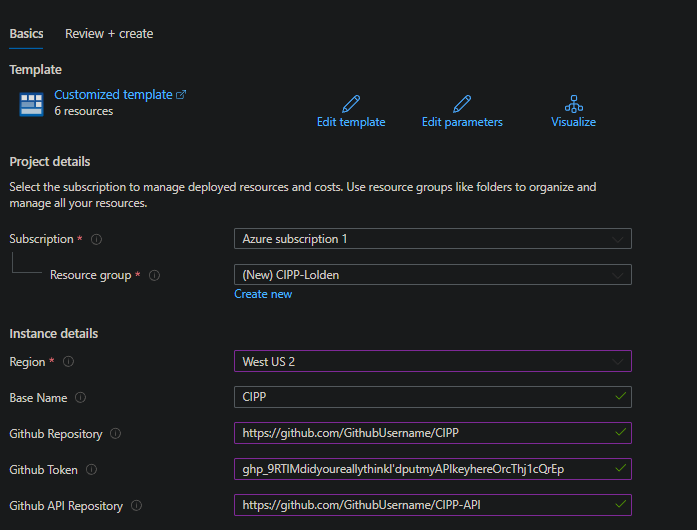 Basics Review + create
Template
Customized template
6 resources
Edit template Edit parameters Visualize
Project details
Select the subscription to manage deployed resources and costs. Use resource groups like folders to organize and
manage all your resources.
Subscription * Azure subscription 1
Resource group * (New) CIPP-Lolden
Create new
Instance details
Region * West US 2
Base Name CIPP
Github Repository https://github.com/GithubUsername/CIPP
Github Token ghp_9RTIMdidyoureallythinkI'dputmyAPIkeyhereOrcThj1cQrEp
Github API Repository https://github.com/GithubUsername/CIPP-API